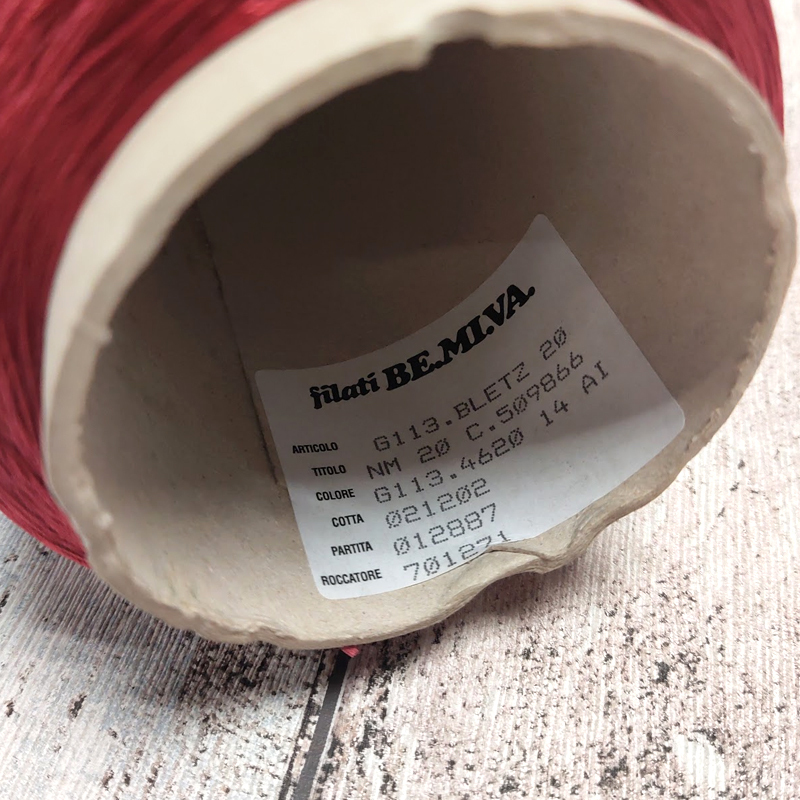 filati BE.MI.VA.
ARTICOLO G113.BLETZ 20
TITOLO NM 20 C.509866
COLORE G113.4620 14 AI
COTTA 021202
PARTITA 012887
ROCCATORE 701271